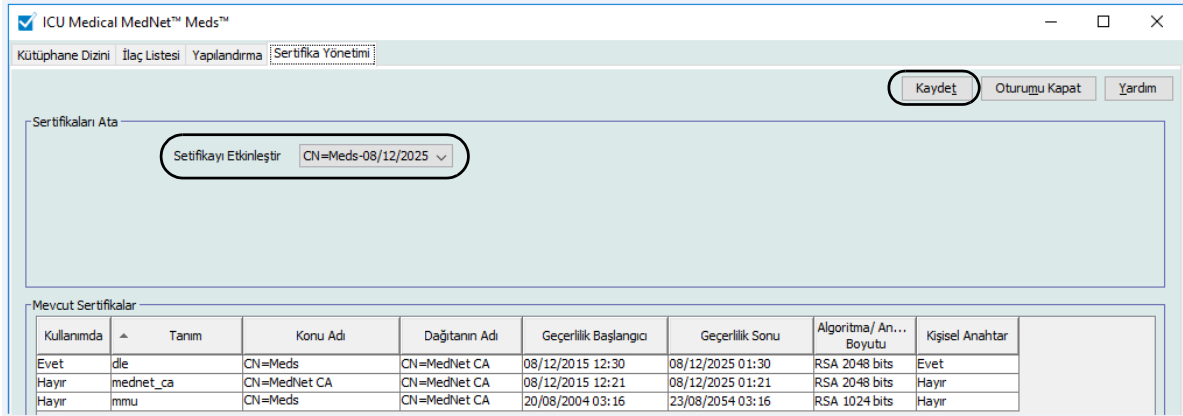 ICU Medical MedNet™ Meds™
Kütüphane Dizini İlaç Listesi Yapılandırma Sertifika Yönetimi
Kaydet Oturumu Kapat Yardım
Sertifikaları Ata
Setifikayı Etkinleştir CN=Meds-08/12/2025
Mevcut Sertifikalar
Kullanımda Tanım Konu Adı Dağıtanın Adı Geçerlilik Başlangıcı Geçerlilik Sonu Algoritma/ An... Boyutu Kişisel Anahtar
Evet dle CN=Meds CN=MedNet CA 08/12/2015 12:30 08/12/2025 01:30 RSA 2048 bits Evet
Hayır mednet_ca CN=MedNet CA CN=MedNet CA 08/12/2015 12:21 08/12/2025 01:21 RSA 2048 bits Hayır
Hayır mmu CN=Meds CN=MedNet CA 20/08/2004 03:16 23/08/2054 03:16 RSA 1024 bits Hayır